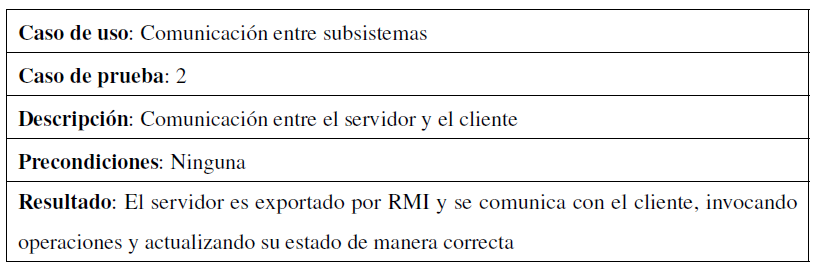 Caso de uso: Comunicación entre subsistemas
Caso de prueba: 2
Descripción: Comunicación entre el servidor y el cliente
Precondiciones: Ninguna
Resultado: El servidor es exportado por RMI y se comunica con el cliente, invocando
operaciones y actualizando su estado de manera correcta